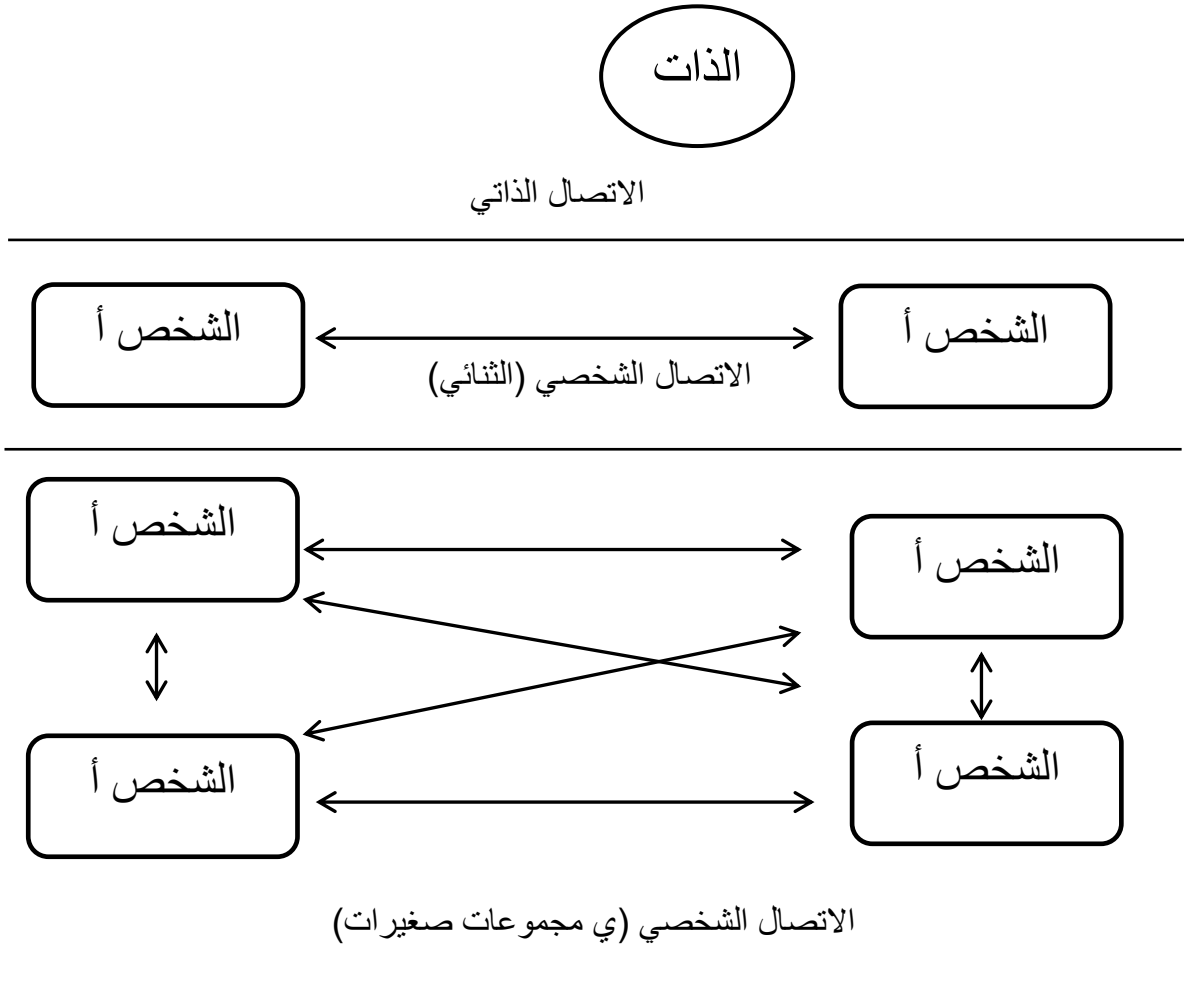 الذات
الاتصال الذاتي
الشخص أ
الشخص أ
الاتصال الشخصي (الثنائي)
الشخص أ
الشخص أ
الشخص أ
الشخص أ
الاتصال الشخصي (ي مجموعات صغيرات)